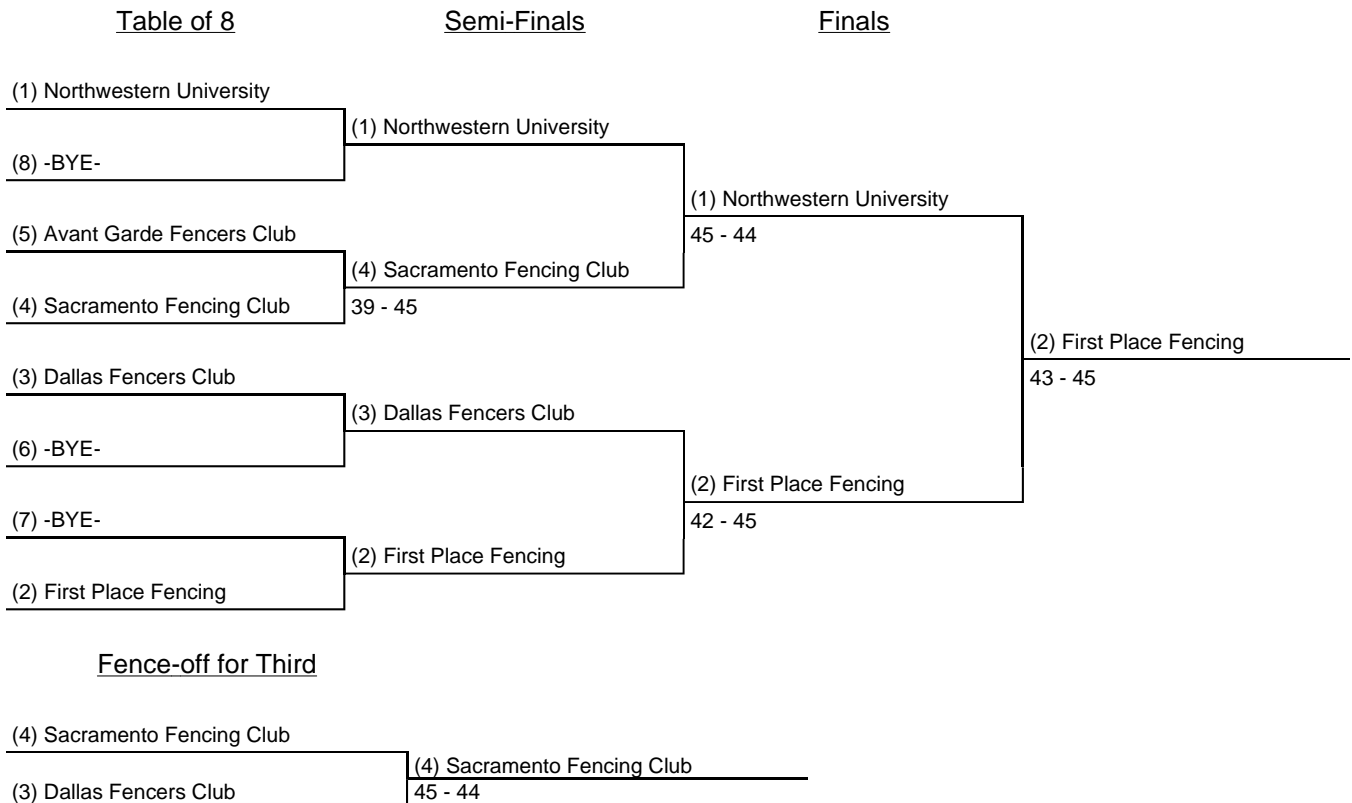 Table of 8 Semi-Finals Finals
(1) Northwestern University
(1) Northwestern University
(8) -BYE-
(1) Northwestern University
(5) Avant Garde Fencers Club
45 - 44
(4) Sacramento Fencing Club
(4) Sacramento Fencing Club
39 - 45
(2) First Place Fencing
(3) Dallas Fencers Club
43 - 45
(3) Dallas Fencers Club
(6) -BYE-
(2) First Place Fencing
(7) -BYE-
42 - 45
(2) First Place Fencing
(2) First Place Fencing
Fence-off for Third
(4) Sacramento Fencing Club
(4) Sacramento Fencing Club
(3) Dallas Fencers Club
45 - 44